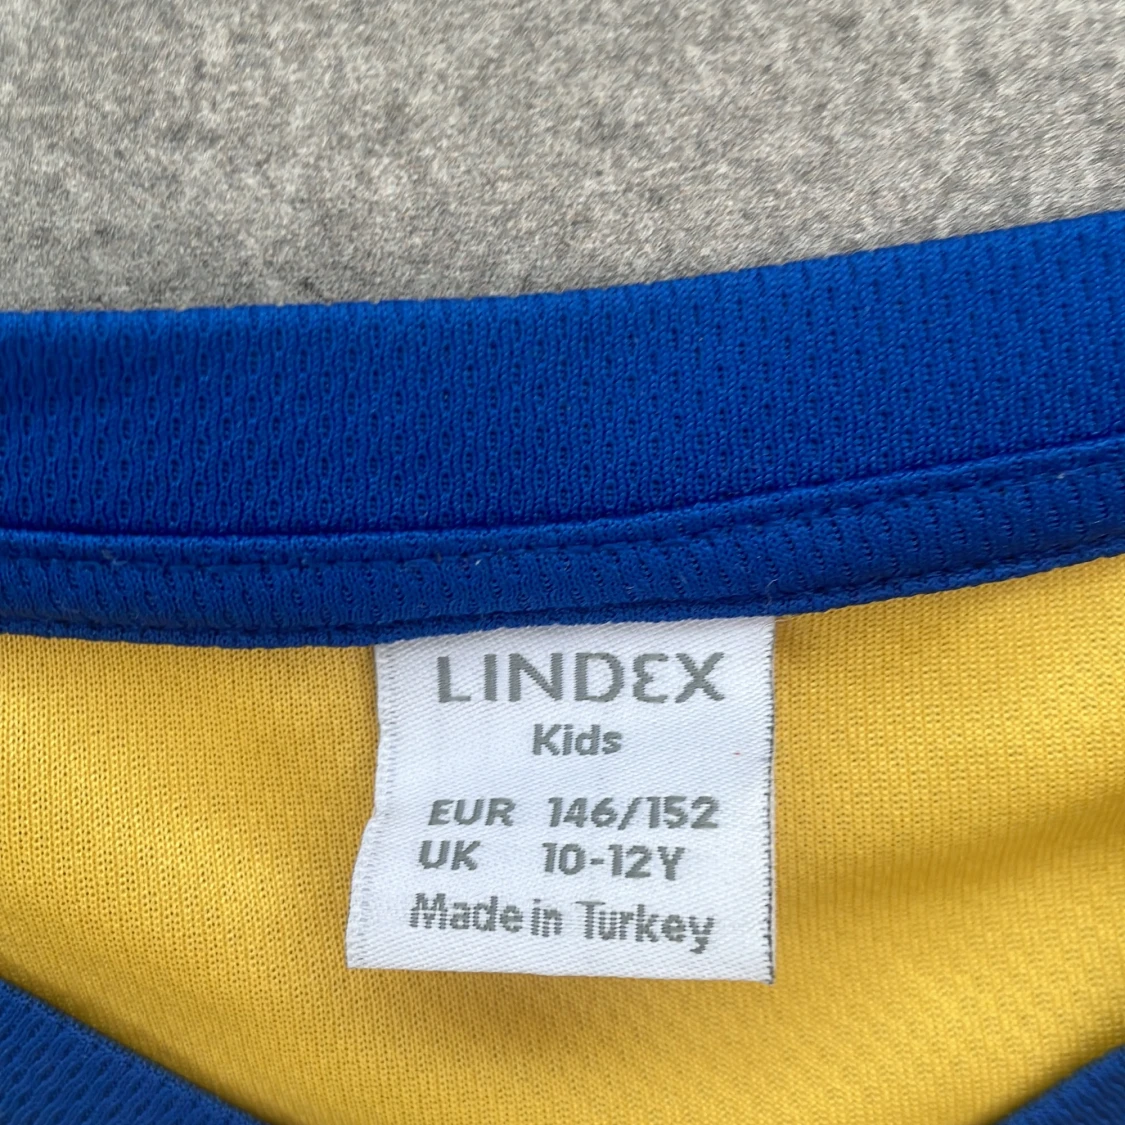 LINDEX
Kids
EUR 146/152
UK 10-12Y
Made in Turkey